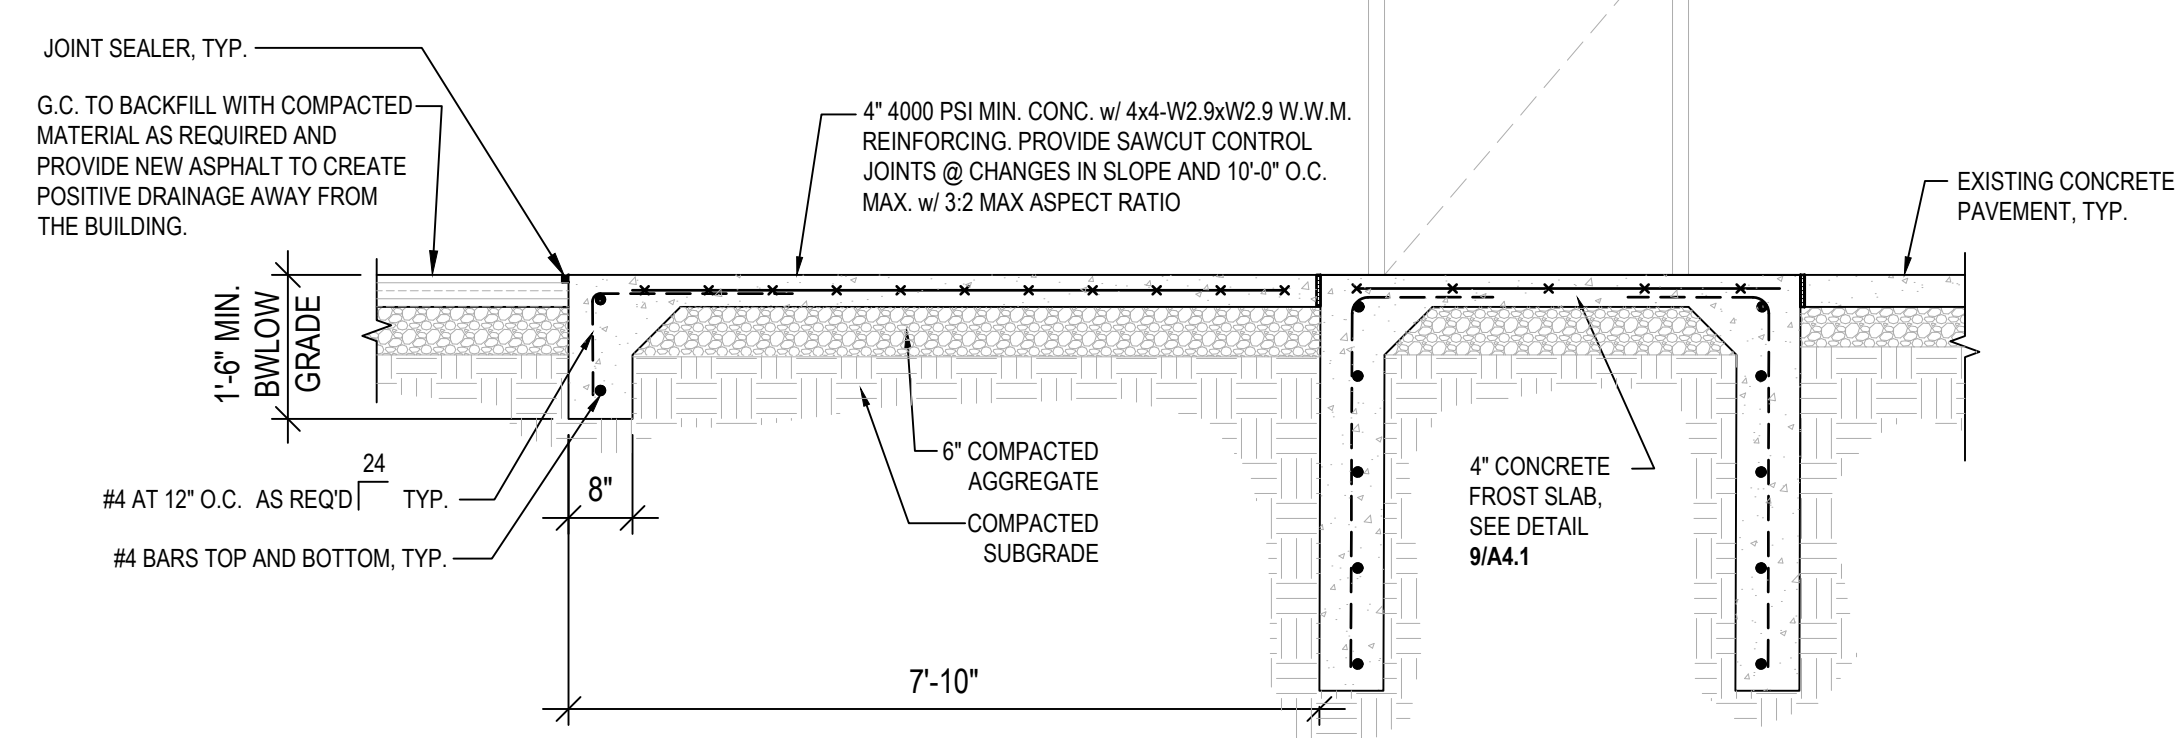 JOINT SEALER, TYP.
G.C. TO BACKFILL WITH COMPACTED
MATERIAL AS REQUIRED AND
PROVIDE NEW ASPHALT TO CREATE
POSITIVE DRAINAGE AWAY FROM
THE BUILDING.
4" 4000 PSI MIN. CONC. w/ 4x4-W2.9xW2.9 W.W.M.
REINFORCING. PROVIDE SAWCUT CONTROL
JOINTS @ CHANGES IN SLOPE AND 10'-0" O.C.
MAX. w/ 3:2 MAX ASPECT RATIO
EXISTING CONCRETE
PAVEMENT, TYP.
1'-6" MIN.
BWLOW
GRADE
24
#4 AT 12" O.C. AS REQ'D TYP.
#4 BARS TOP AND BOTTOM, TYP.
8"
6" COMPACTED
AGGREGATE
COMPACTED
SUBGRADE
4" CONCRETE
FROST SLAB,
SEE DETAIL
9/A4.1
7'-10"